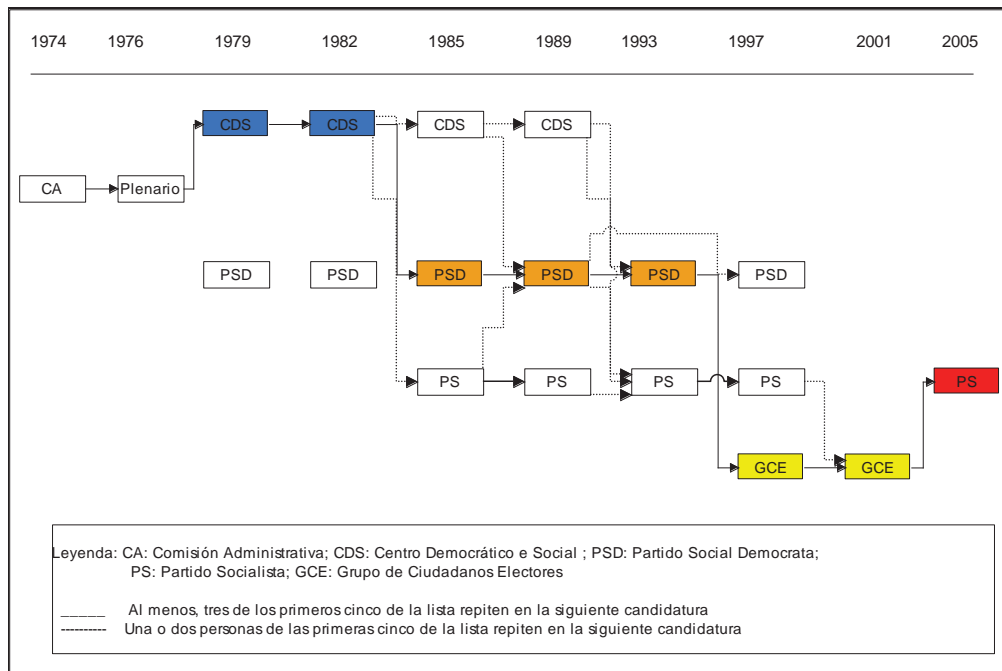 1974 1976 1979 1982 1985 1989 1993 1997 2001 2005
CDS CDS CDS CDS
CA Plenario
PSD PSD PSD PSD PSD PSD
PS PS PS PS PS
GCE GCE
Leyenda: CA: Comisión Administrativa; CDS: Centro Democrático e Social ; PSD: Partido Social Democrata;
PS: Partido Socialista; GCE: Grupo de Ciudadanos Electores
_____ Al menos, tres de los primeros cinco de la lista repiten en la siguiente candidatura
---------- Una o dos personas de las primeras cinco de la lista repiten en la siguiente candidatura